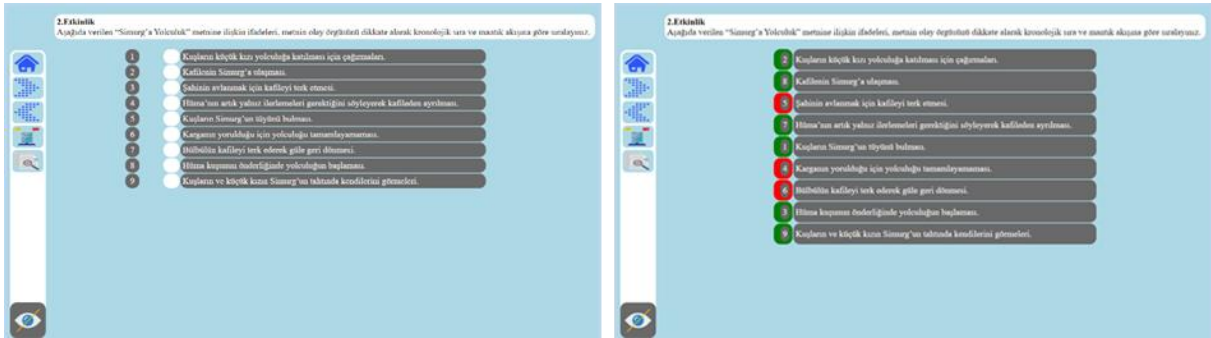 2.Etkinlik
Aşağıda verilen “Simurg’a Yolculuk” metnine ilişkin ifadeleri, metnin olay örgüsünü dikkate alarak kronolojik sıra ve mantık akışına göre sıralayınız.
1 Kuşların küçük kızı yolculuğa katılması için çağırmaları.
2 Kafilenin Simurg’a ulaşması.
3 Şahinin avlanmak için kafileyi terk etmesi.
4 Hüma’nın artık yalnız ilerlemeleri gerektiğini söyleyerek kafileden ayrılması.
5 Kuşların Simurg’un tüyünü bulması.
6 Karganın yorulduğu için yolculuğu tamamlayamaması.
7 Bülbülün kafileyi terk ederek güle geri dönmesi.
8 Hüma kuşunun önderliğinde yolculuğun başlaması.
9 Kuşların ve küçük kızın Simurg’un tahtında kendilerini görmeleri.
2.Etkinlik
Aşağıda verilen “Simurg’a Yolculuk” metnine ilişkin ifadeleri, metnin olay örgüsünü dikkate alarak kronolojik sıra ve mantık akışına göre sıralayınız.
2 Kuşların küçük kızı yolculuğa katılması için çağırmaları.
8 Kafilenin Simurg’a ulaşması.
5 Şahinin avlanmak için kafileyi terk etmesi.
7 Hüma’nın artık yalnız ilerlemeleri gerektiğini söyleyerek kafileden ayrılması.
1 Kuşların Simurg’un tüyünü bulması.
4 Karganın yorulduğu için yolculuğu tamamlayamaması.
6 Bülbülün kafileyi terk ederek güle geri dönmesi.
3 Hüma kuşunun önderliğinde yolculuğun başlaması.
9 Kuşların ve küçük kızın Simurg’un tahtında kendilerini görmeleri.